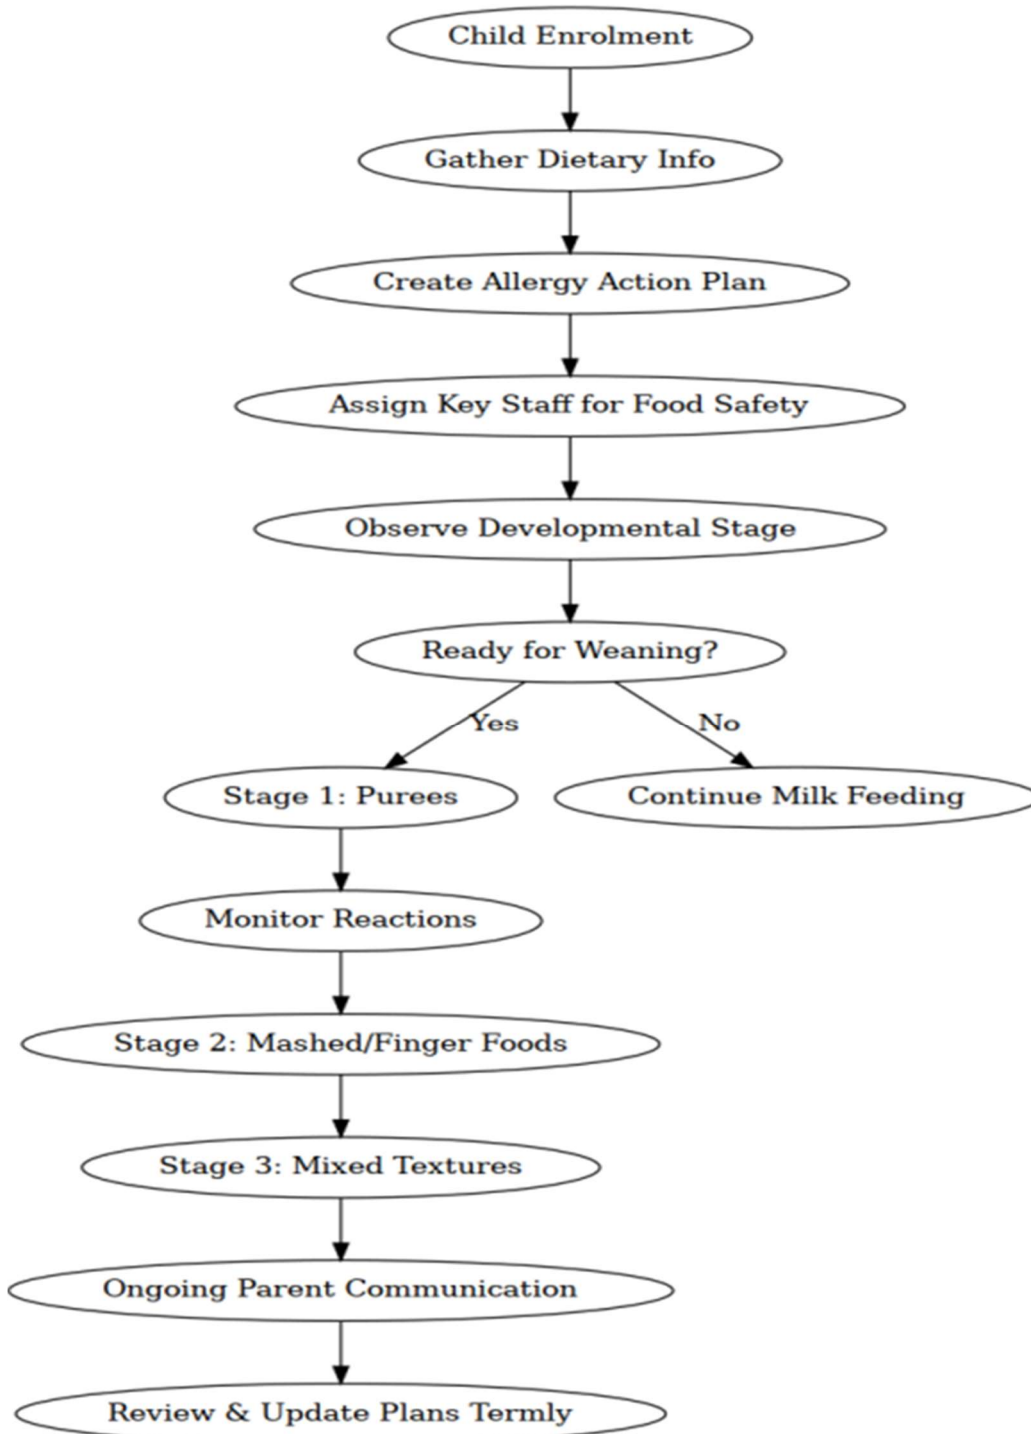 Child Enrolment
Gather Dietary Info
Create Allergy Action Plan
Assign Key Staff for Food Safety
Observe Developmental Stage
Ready for Weaning?
Yes
No
Stage 1: Purees
Continue Milk Feeding
Monitor Reactions
Stage 2: Mashed/Finger Foods
Stage 3: Mixed Textures
Ongoing Parent Communication
Review & Update Plans Termly